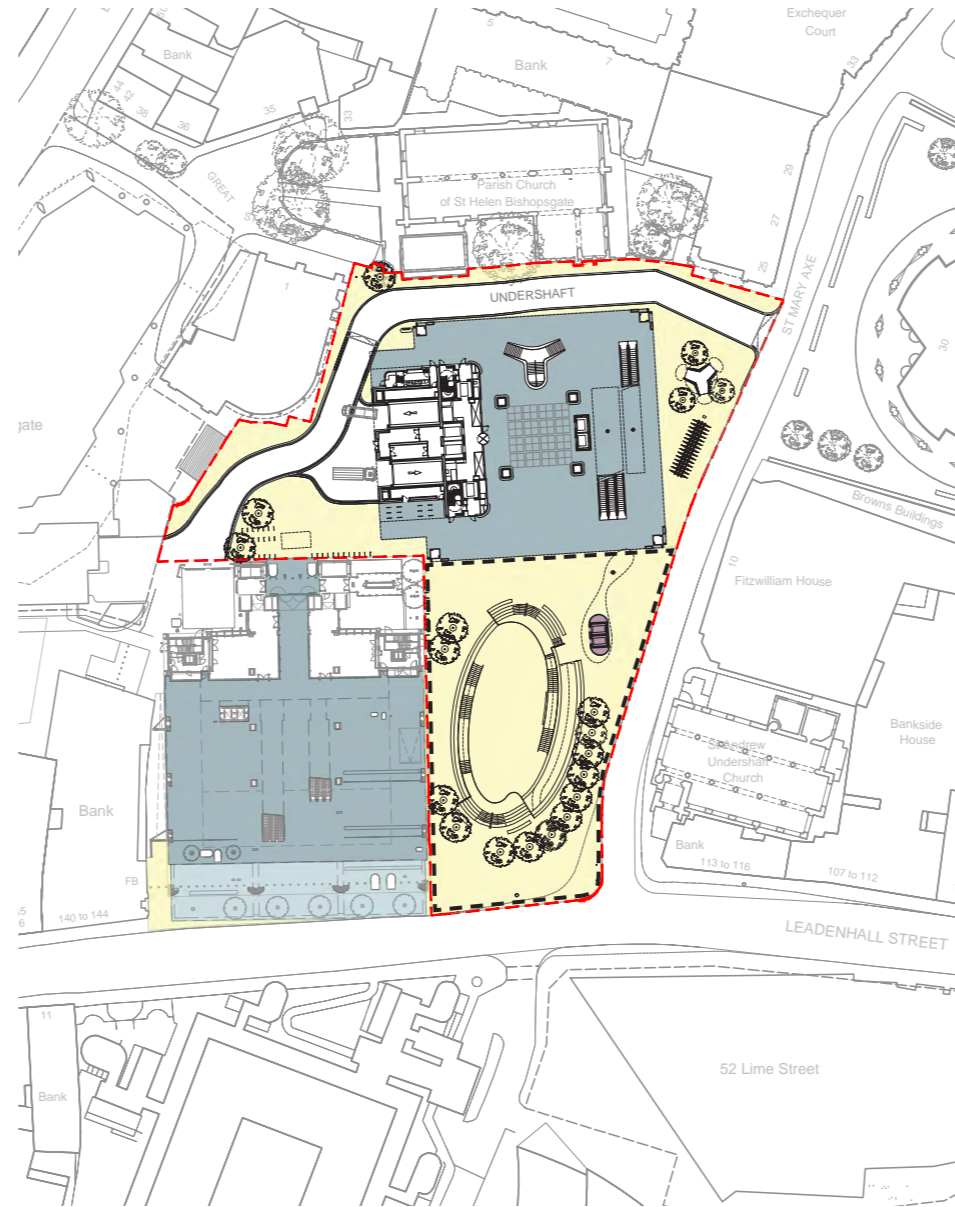 Exchequer
Court
5
Bank
7
33
Bank
44
42
38
36
35
33
29
27
25
GREAT
Parish Church
of St Helen Bishopsgate
1
UNDERSHAFT
ST MARY AXE
30
gate
Browns Buildings
10
Fitzwilliam House
Bankside
House
St Andrew
Undershaft
Church
Bank
Bank
113 to 116
107 to 112
FB
140 to 144
LEADENHALL STREET
11
Bank
52 Lime Street